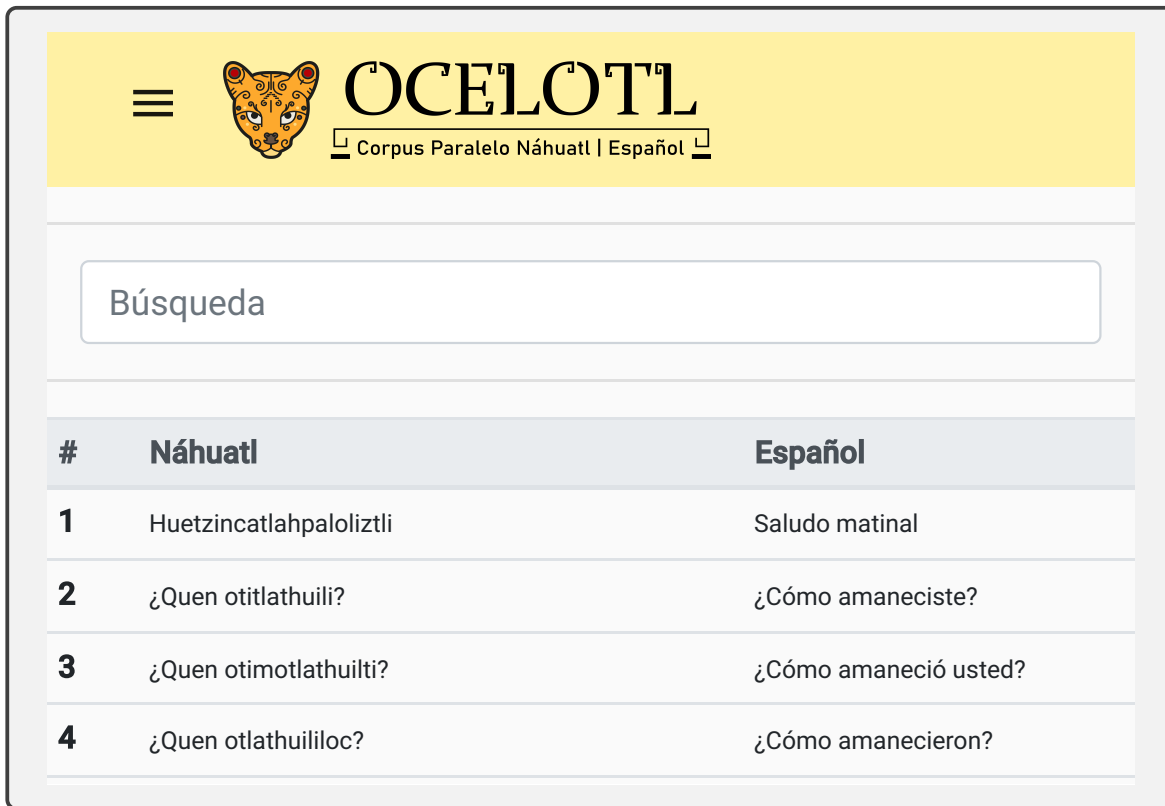 OCELOTL
Corpus Paralelo Náhuatl | Español
Búsqueda
# Náhuatl Español
1 Huetzincatlahpaloliztli Saludo matinal
2 ¿Quen otitlathuili? ¿Cómo amaneciste?
3 ¿Quen otimotlathuilti? ¿Cómo amaneció usted?
4 ¿Quen otlathuililoc? ¿Cómo amanecieron?